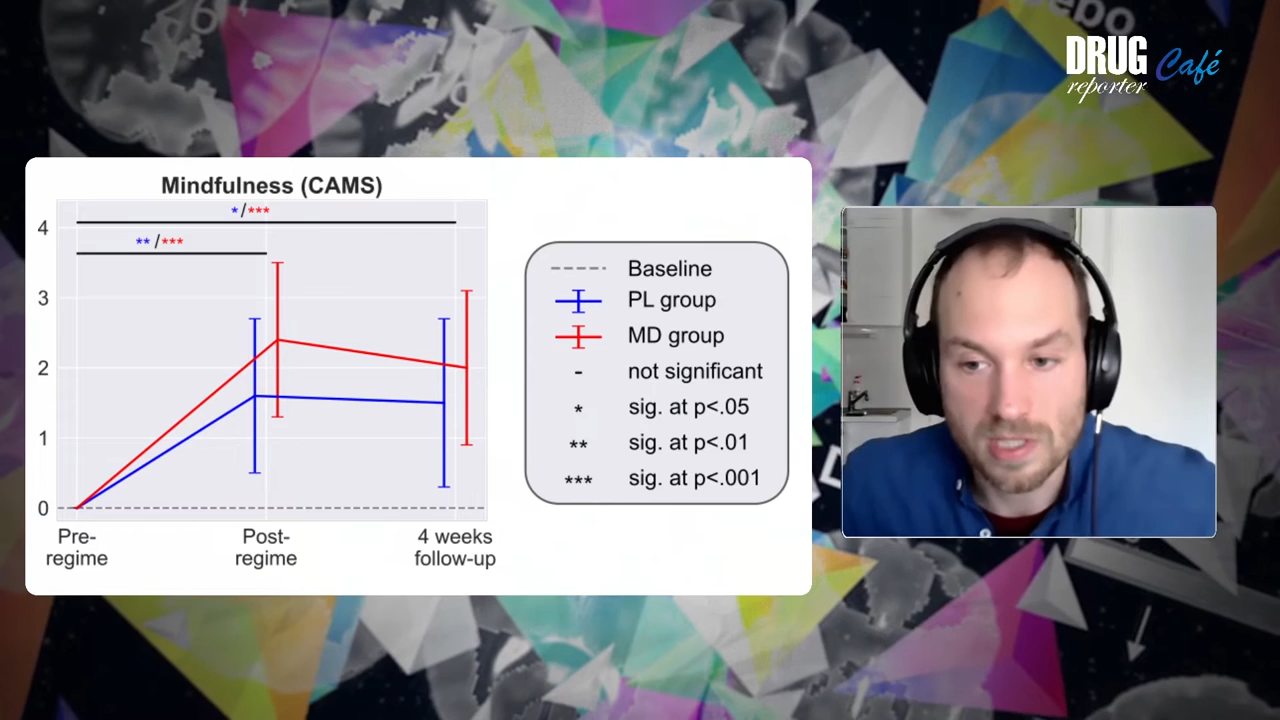 ebo
DRUG
reporter Café
Mindfulness (CAMS)
*/***
4
**/***
3
2
1
0
Pre-
regime
Post-
regime
4 weeks
follow-up
Baseline
PL group
MD group
- not significant
* sig. at p<.05
** sig. at p<.01
*** sig. at p<.001